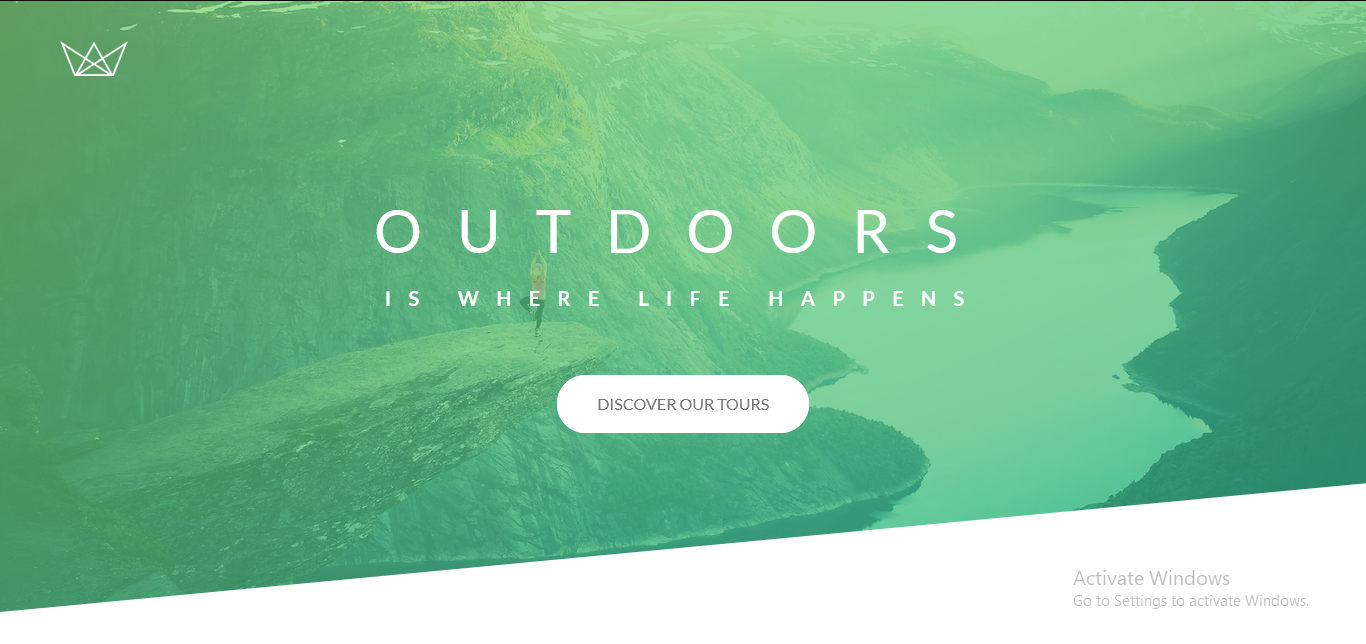 OUTDOORS
IS WHERE LIFE HAPPENS
DISCOVER OUR TOURS
Activate Windows
Go to Settings to activate Windows.